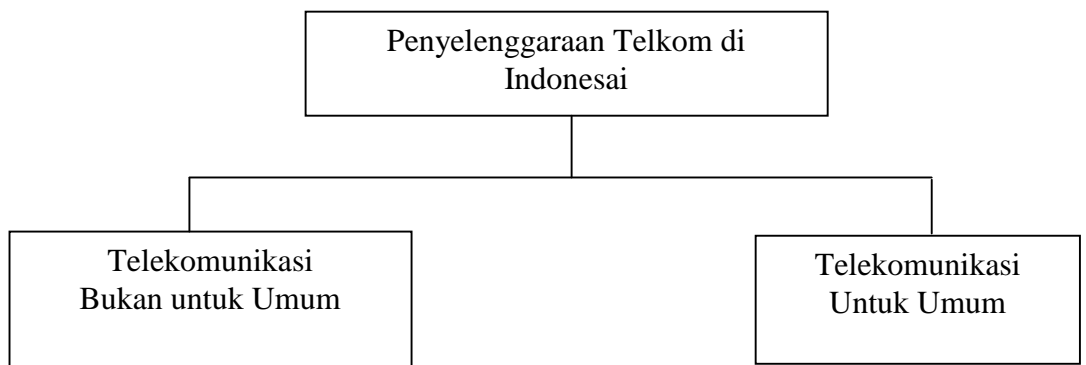 Penyelenggaraan Telkom di
Indonesai
Telekomunikasi
Bukan untuk Umum
Telekomunikasi
Untuk Umum